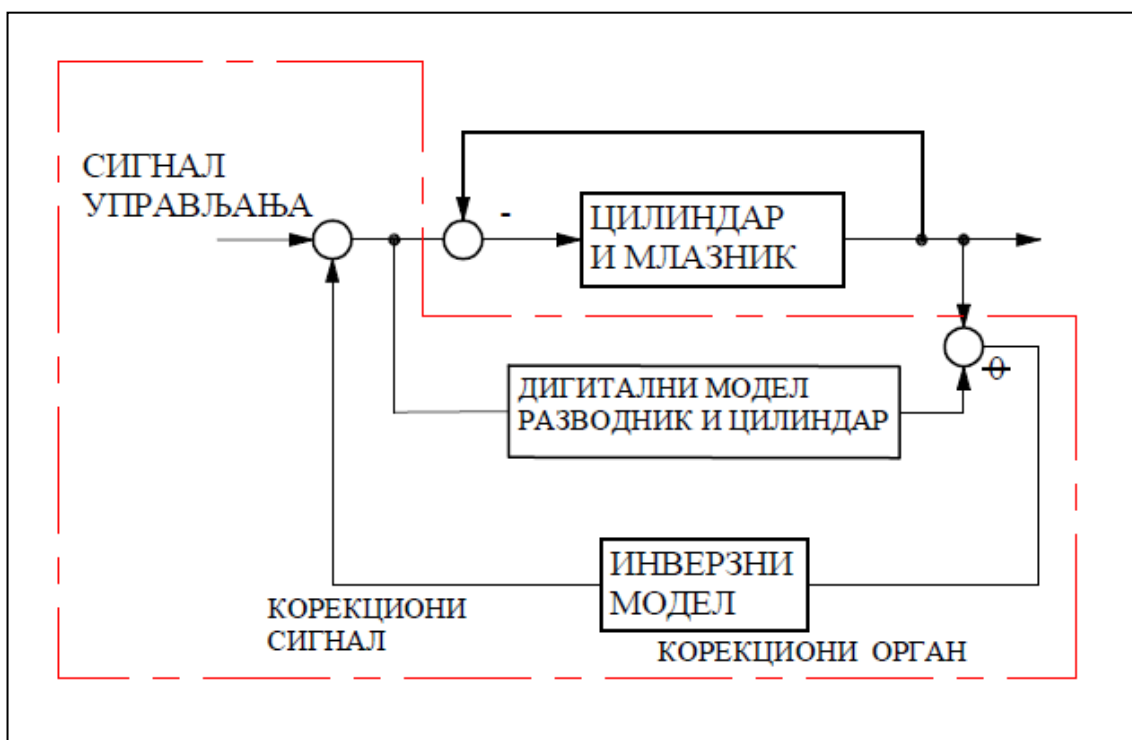 СИГНАЛ
УПРАВЉАЊА
-
ЦИЛИНДАР
И МЛАЗНИК
ДИГИТАЛНИ МОДЕЛ
РАЗВОДНИК И ЦИЛИНДАР
ИНВЕРЗНИ
МОДЕЛ
КОРЕКЦИОНИ
СИГНАЛ
КОРЕКЦИОНИ ОРГАН